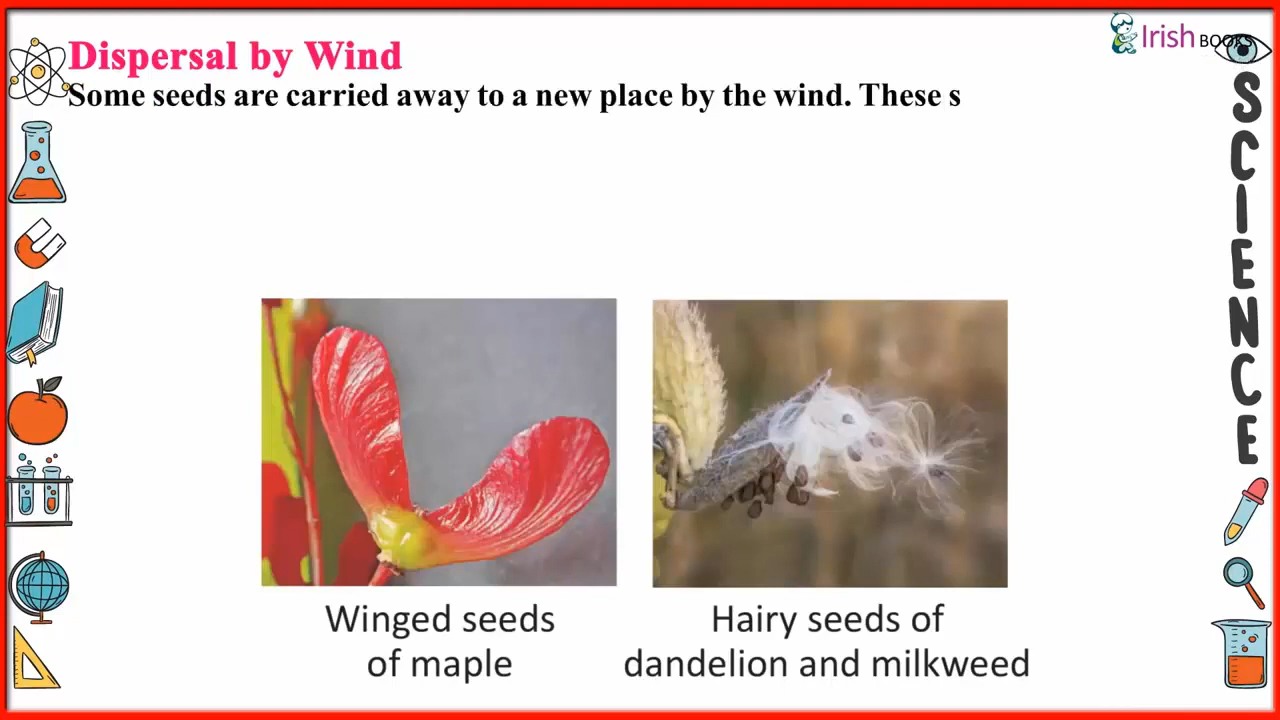 Dispersal by Wind
Irish BOOKS
Some seeds are carried away to a new place by the wind. These s
SCIENCE
Winged seeds
of maple
Hairy seeds of
dandelion and milkweed